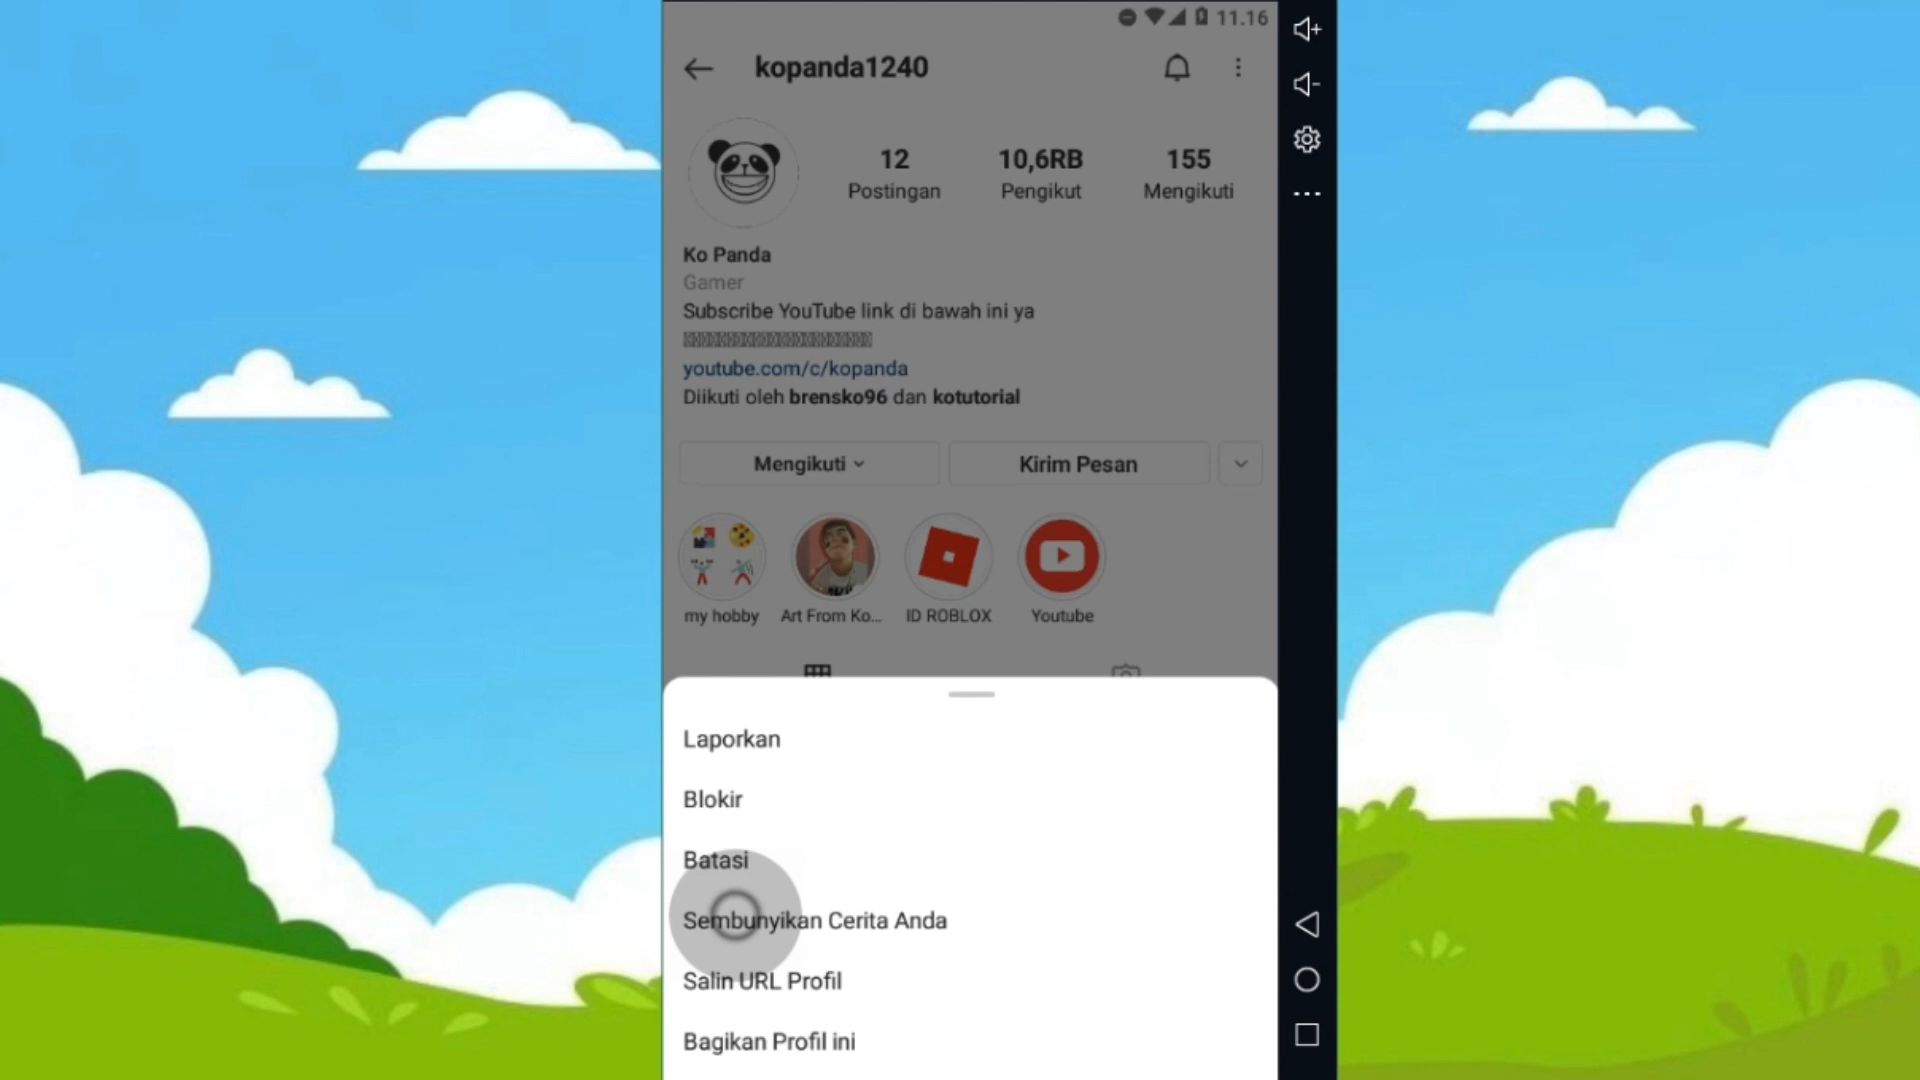 11.16
kopanda1240
12
10,6RB
155
Postingan
Pengikut
Mengikuti
Ko Panda
Gamer
Subscribe YouTube link di bawah ini ya
youtube.com/c/kopanda
Diikuti oleh brensko96 dan kotutorial
Mengikuti
Kirim Pesan
my hobby
Art From Ko...
ID ROBLOX
Youtube
Laporkan
Blokir
Batasi
Sembunyikan Cerita Anda
Salin URL Profil
Bagikan Profil ini